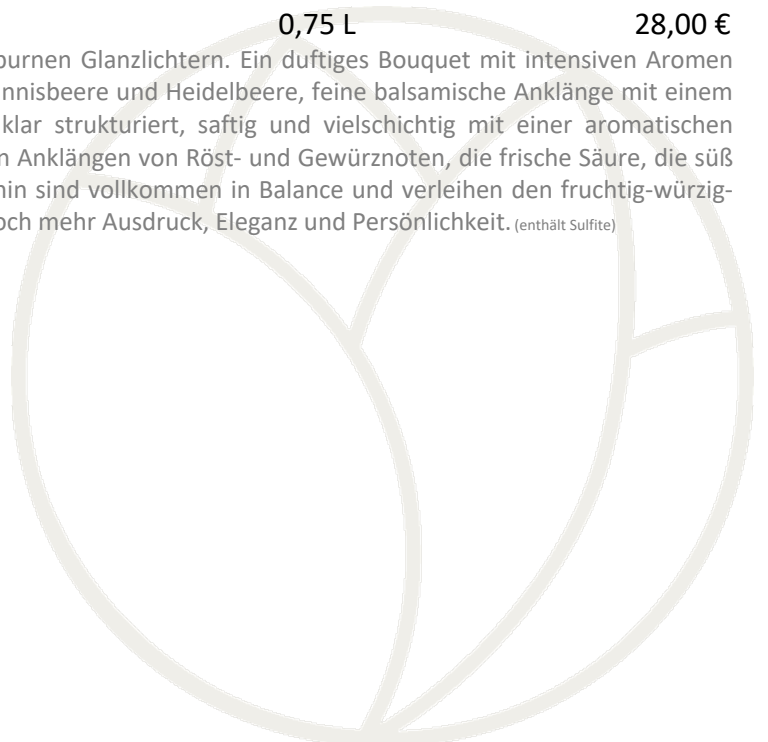 0,75 L 28,00 €
purnen Glanzlichtern. Ein duftiges Bouquet mit intensiven Aromen
nnisbeere und Heidelbeere, feine balsamische Anklänge mit einem
klar strukturiert, saftig und vielschichtig mit einer aromatischen
n Anklängen von Röst- und Gewürznoten, die frische Säure, die süß
nin sind vollkommen in Balance und verleihen den fruchtig-würzig-
och mehr Ausdruck, Eleganz und Persönlichkeit. (enthält Sulfite)